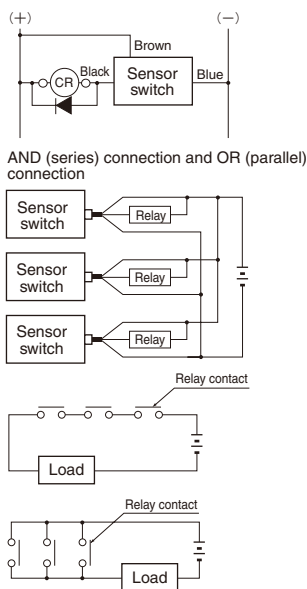 (+)
(−)
Brown
Black
CR
Sensor
switch
Blue
AND (series) connection and OR (parallel)
connection
Sensor
switch
Relay
Sensor
switch
Relay
Sensor
switch
Relay
Relay contact
Load
Relay contact
Load